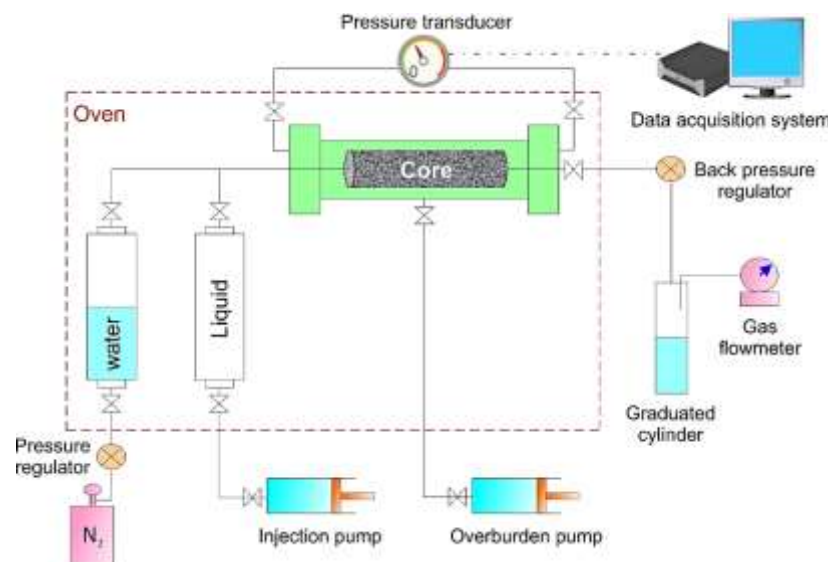 Pressure transducer
Oven
Data acquisition system
Core
Back pressure
regulator
water
Liquid
Gas
flowmeter
Graduated
cylinder
Pressure
regulator
N₂
Injection pump
Overburden pump